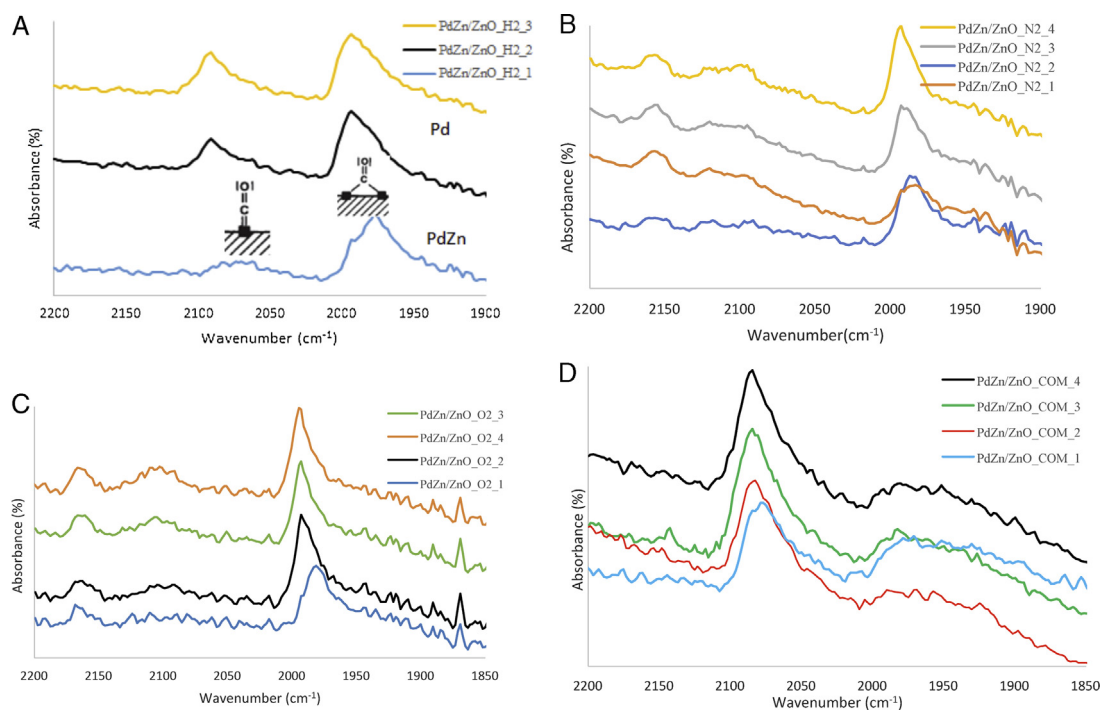 A
PdZn/ZnO_H2_3
PdZn/ZnO_H2_2
PdZn/ZnO_H2_1
Pd
|O|
C
|O|
C
PdZn
Absorbance (%)
2200 2150 2100 2050 2000 1950 1900
Wavenumber (cm-1)
B
PdZn/ZnO_N2_4
PdZn/ZnO_N2_3
PdZn/ZnO_N2_2
PdZn/ZnO_N2_1
Absorbance (%)
2200 2150 2100 2050 2000 1950 1900
Wavenumber(cm-1)
C
PdZn/ZnO_O2_3
PdZn/ZnO_O2_4
PdZn/ZnO_O2_2
PdZn/ZnO_O2_1
Absorbance (%)
2200 2150 2100 2050 2000 1950 1900 1850
Wavenumber (cm-1)
D
PdZn/ZnO_COM_4
PdZn/ZnO_COM_3
PdZn/ZnO_COM_2
PdZn/ZnO_COM_1
Absorbance (%)
2200 2150 2100 2050 2000 1950 1900 1850
Wavenumber (cm-1)